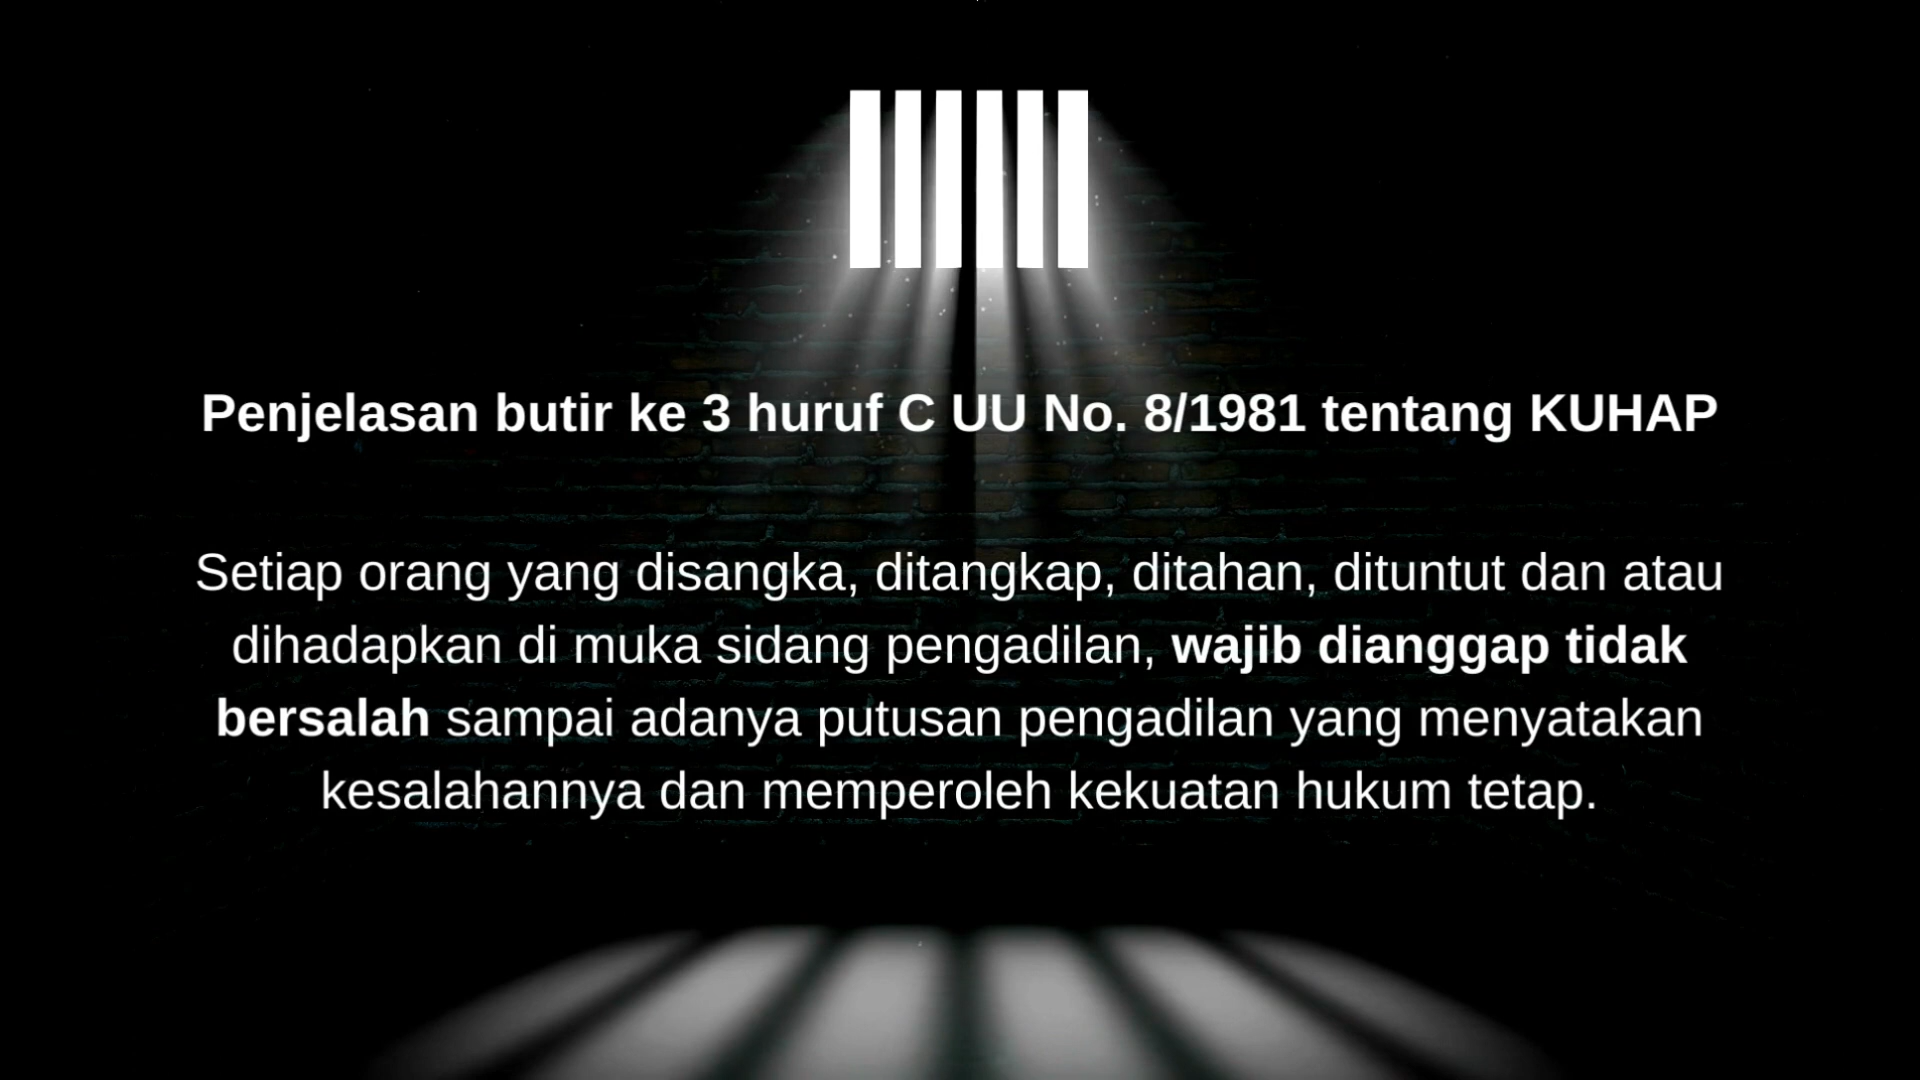 Penjelasan butir ke 3 huruf C UU No. 8/1981 tentang KUHAP
Setiap orang yang disangka, ditangkap, ditahan, dituntut dan atau
dihadapkan di muka sidang pengadilan, wajib dianggap tidak
bersalah sampai adanya putusan pengadilan yang menyatakan
kesalahannya dan memperoleh kekuatan hukum tetap.